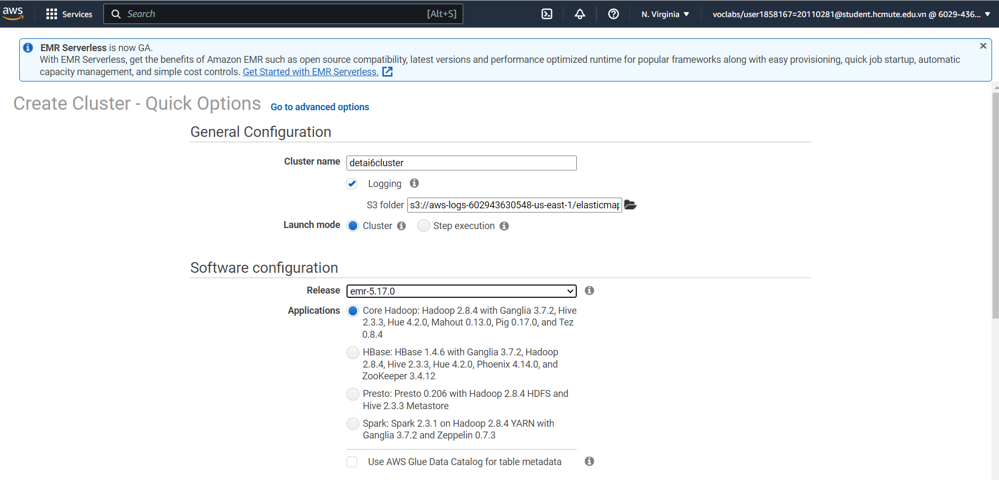 aws
Services
Search
[Alt+S]
N. Virginia
voclabs/user1858167=20110281@student.hcmute.edu.vn @ 6029-436...
EMR Serverless is now GA.
With EMR Serverless, get the benefits of Amazon EMR such as open source compatibility, latest versions and performance optimized runtime for popular frameworks along with easy provisioning, quick job startup, automatic
capacity management, and simple cost controls. Get Started with EMR Serverless.
Create Cluster - Quick Options Go to advanced options
General Configuration
Cluster name detai6cluster
Logging
S3 folder s3://aws-logs-602943630548-us-east-1/elasticmap
Launch mode Cluster Step execution
Software configuration
Release emr-5.17.0
Applications Core Hadoop: Hadoop 2.8.4 with Ganglia 3.7.2, Hive
2.3.3, Hue 4.2.0, Mahout 0.13.0, Pig 0.17.0, and Tez
0.8.4
HBase: HBase 1.4.6 with Ganglia 3.7.2, Hadoop
2.8.4, Hive 2.3.3, Hue 4.2.0, Phoenix 4.14.0, and
ZooKeeper 3.4.12
Presto: Presto 0.206 with Hadoop 2.8.4 HDFS and
Hive 2.3.3 Metastore
Spark: Spark 2.3.1 on Hadoop 2.8.4 YARN with
Ganglia 3.7.2 and Zeppelin 0.7.3
Use AWS Glue Data Catalog for table metadata